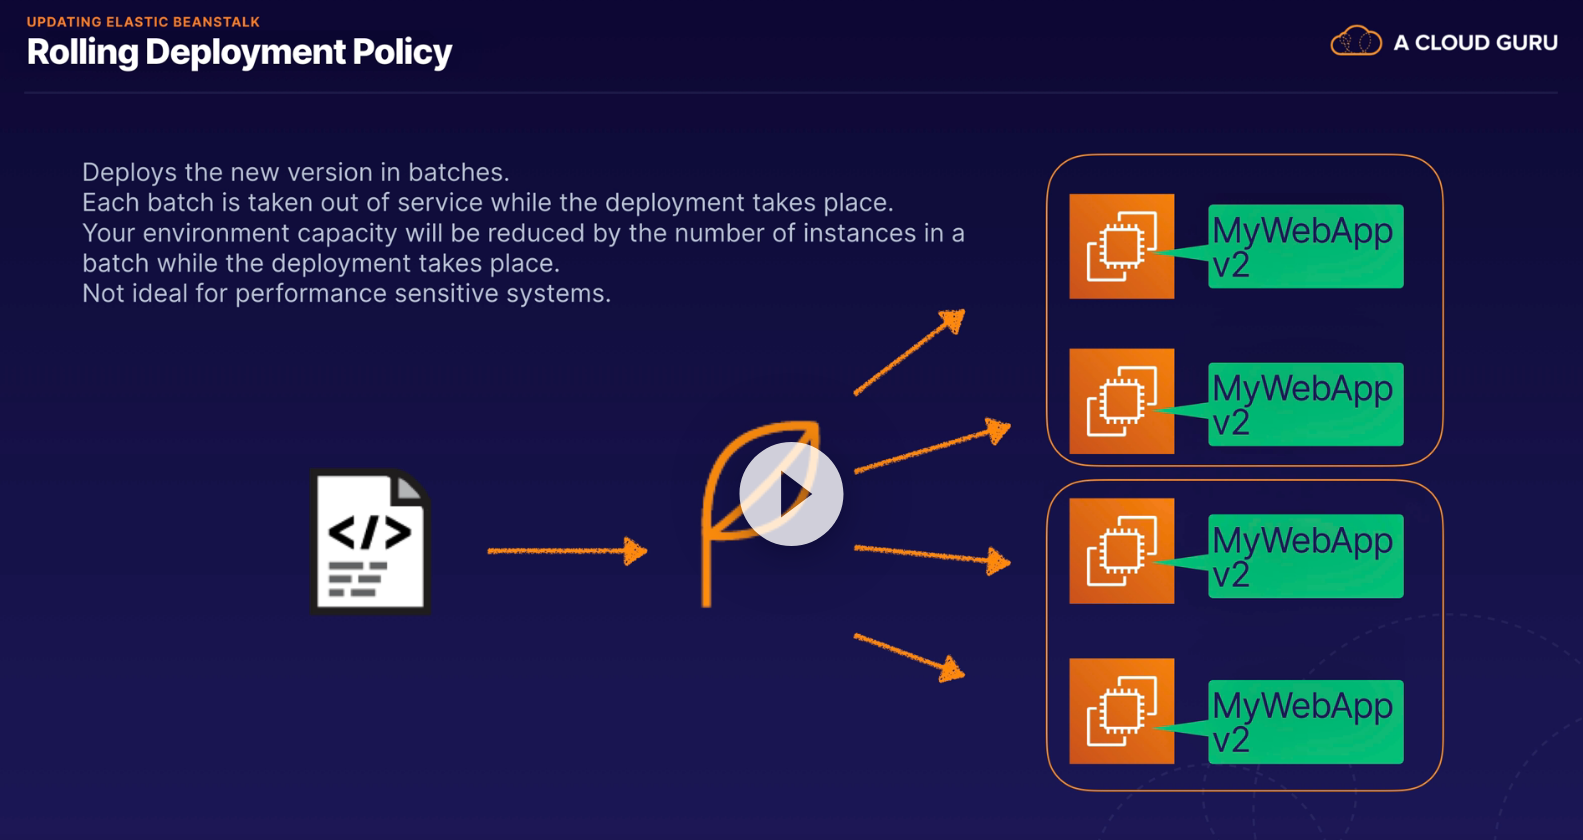 UPDATING ELASTIC BEANSTALK
Rolling Deployment Policy
A CLOUD GURU
Deploys the new version in batches.
Each batch is taken out of service while the deployment takes place.
Your environment capacity will be reduced by the number of instances in a
batch while the deployment takes place.
Not ideal for performance sensitive systems.
MyWebApp
v2
MyWebApp
v2
MyWebApp
v2
MyWebApp
v2
</>